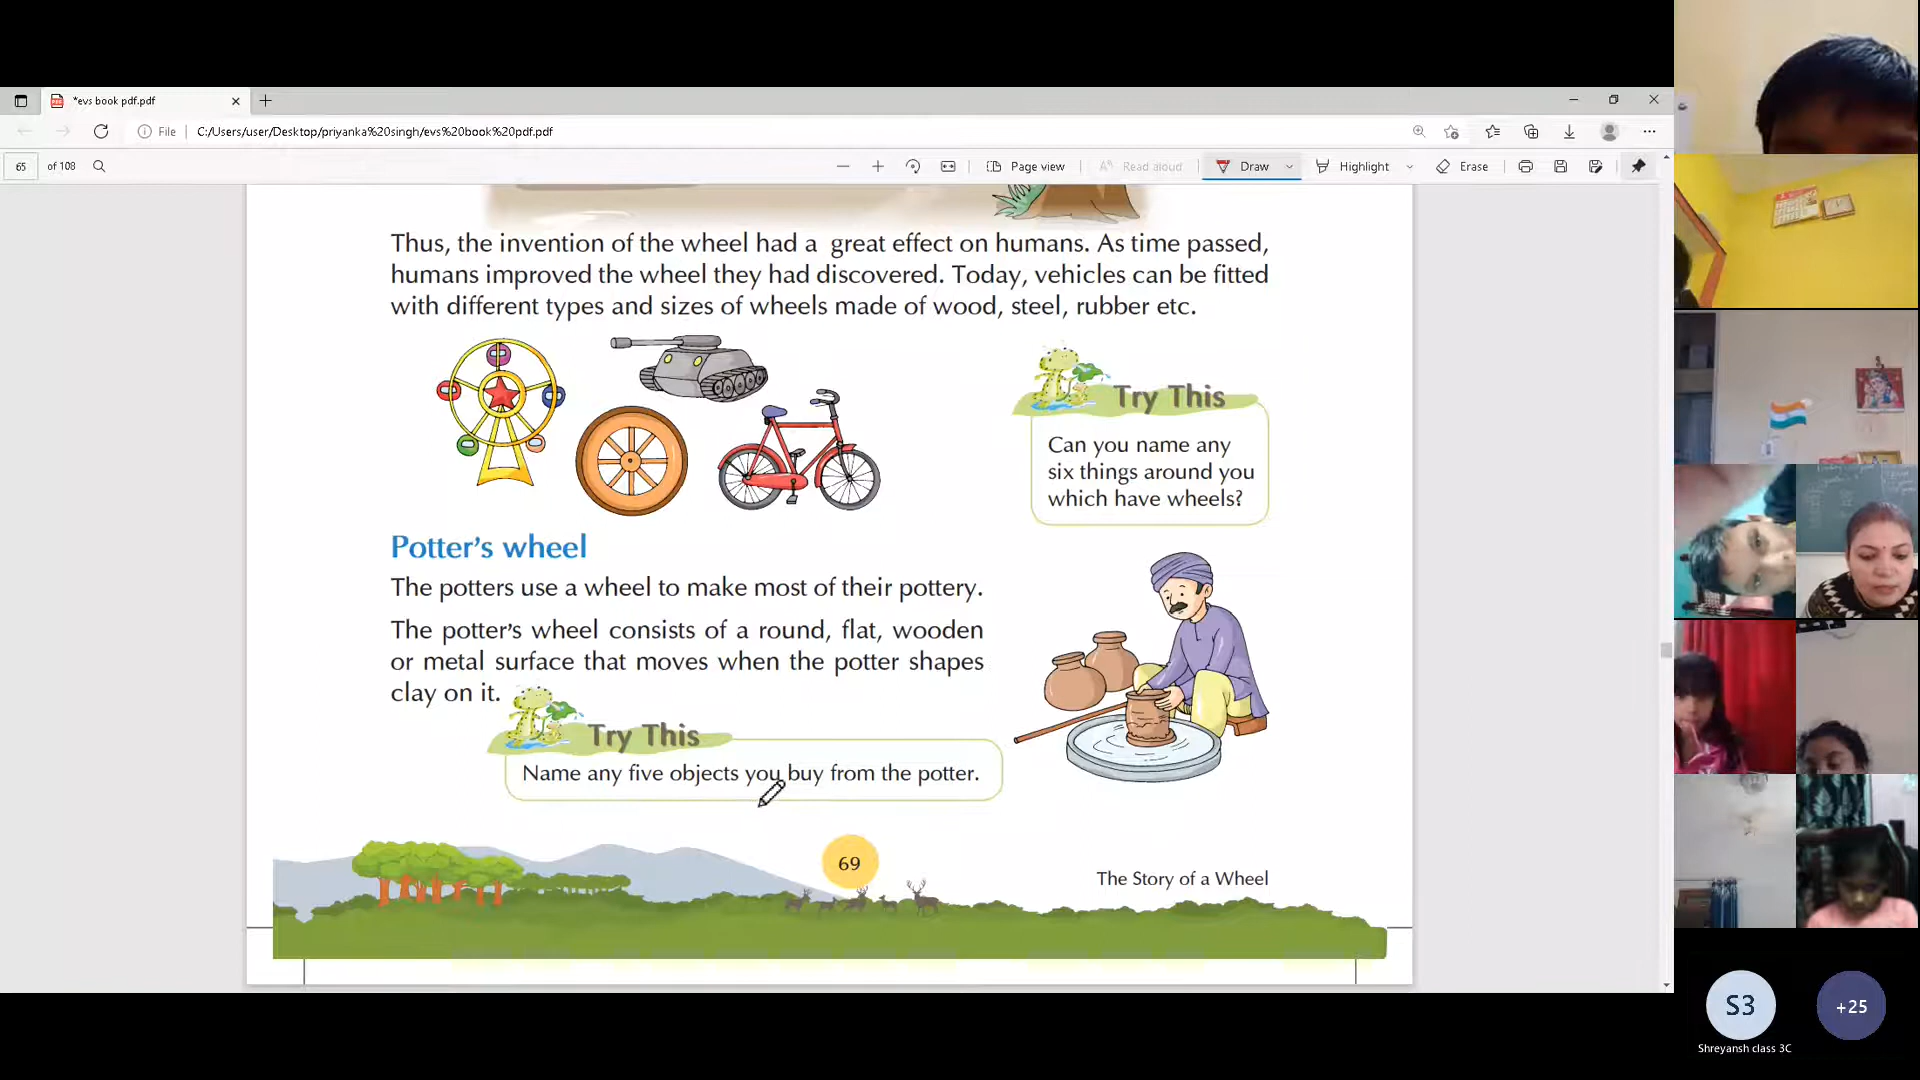 *evs book pdf.pdf
File
C:/Users/user/Desktop/priyanka%20singh/evs%20book%20pdf.pdf
65 of 108
Page view
Read aloud
Draw
Highlight
Erase
Thus, the invention of the wheel had a great effect on humans. As time passed,
humans improved the wheel they had discovered. Today, vehicles can be fitted
with different types and sizes of wheels made of wood, steel, rubber etc.
Try This
Can you name any
six things around you
which have wheels?
Potter's wheel
The potters use a wheel to make most of their pottery.
The potter's wheel consists of a round, flat, wooden
or metal surface that moves when the potter shapes
clay on it.
Try This
Name any five objects you buy from the potter.
69
The Story of a Wheel
S3
+25
Shreyansh class 3C